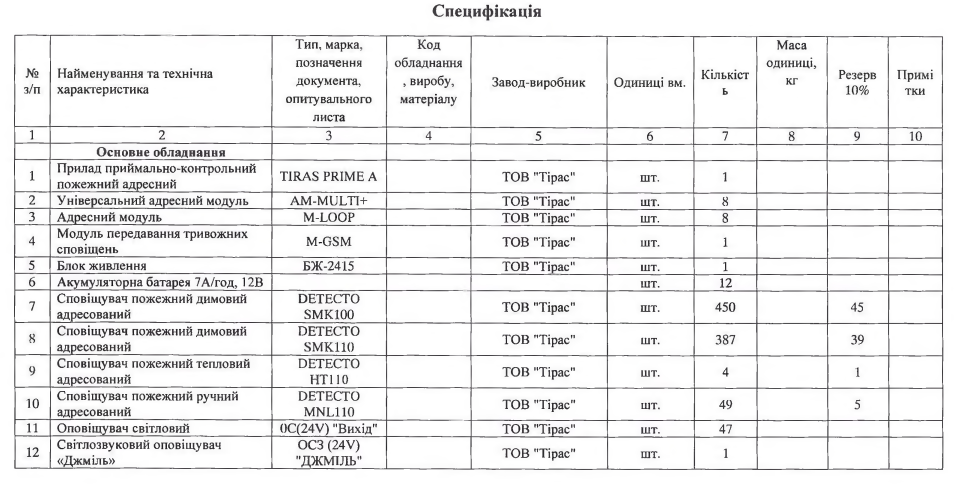 Специфікація
№ з/п | Найменування та технічна характеристика | Тип, марка, позначення документа, опитувального листа | Код обладнання , виробу, матеріалу | Завод-виробник | Одиниці вм. | Кількіст ь | Маса одиниці, кг | Резерв 10% | Примі тки
1 | 2 | 3 | 4 | 5 | 6 | 7 | 8 | 9 | 10
Основне обладнання
1 | Прилад приймально-контрольний пожежний адресний | TIRAS PRIME A | ТОВ "Тірас" | шт. | 1
2 | Універсальний адресний модуль | AM-MULTI+ | ТОВ "Тірас" | шт. | 8
3 | Адресний модуль | M-LOOP | ТОВ "Тірас" | шт. | 8
4 | Модуль передавання тривожних сповіщень | M-GSM | ТОВ "Тірас" | шт. | 1
5 | Блок живлення | БЖ-2415 | ТОВ "Тірас" | шт. | 1
6 | Акумуляторна батарея 7А/год, 12В | шт. | 12
7 | Сповіщувач пожежний димовий адресований | DETECTO SMK100 | ТОВ "Тірас" | шт. | 450 | 45
8 | Сповіщувач пожежний димовий адресований | DETECTO SMK110 | ТОВ "Тірас" | шт. | 387 | 39
9 | Сповіщувач пожежний тепловий адресований | DETECTO HT110 | ТОВ "Тірас" | шт. | 4 | 1
10 | Сповіщувач пожежний ручний адресований | DETECTO MNL110 | ТОВ "Тірас" | шт. | 49 | 5
11 | Оповіщувач світловий | 0С(24V) "Вихід" | ТОВ "Тірас" | шт. | 47
12 | Світлозвуковий оповіщувач «Джміль» | ОСЗ (24V) "ДЖМІЛЬ" | ТОВ "Тірас" | шт. | 1